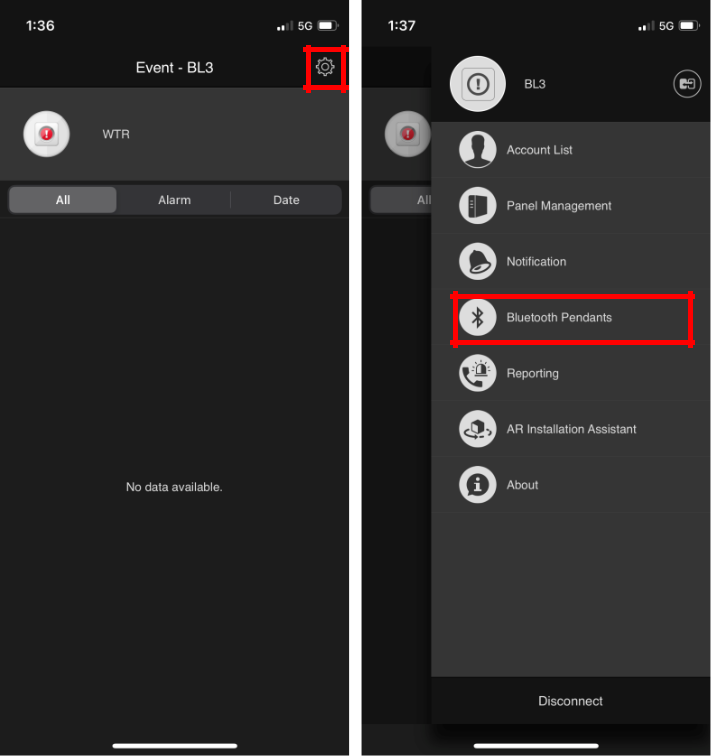 1:36
5G
Event - BL3
WTR
All
Alarm
Date
No data available.
1:37
5G
BL3
All
Account List
Panel Management
Notification
Bluetooth Pendants
Reporting
AR Installation Assistant
About
Disconnect